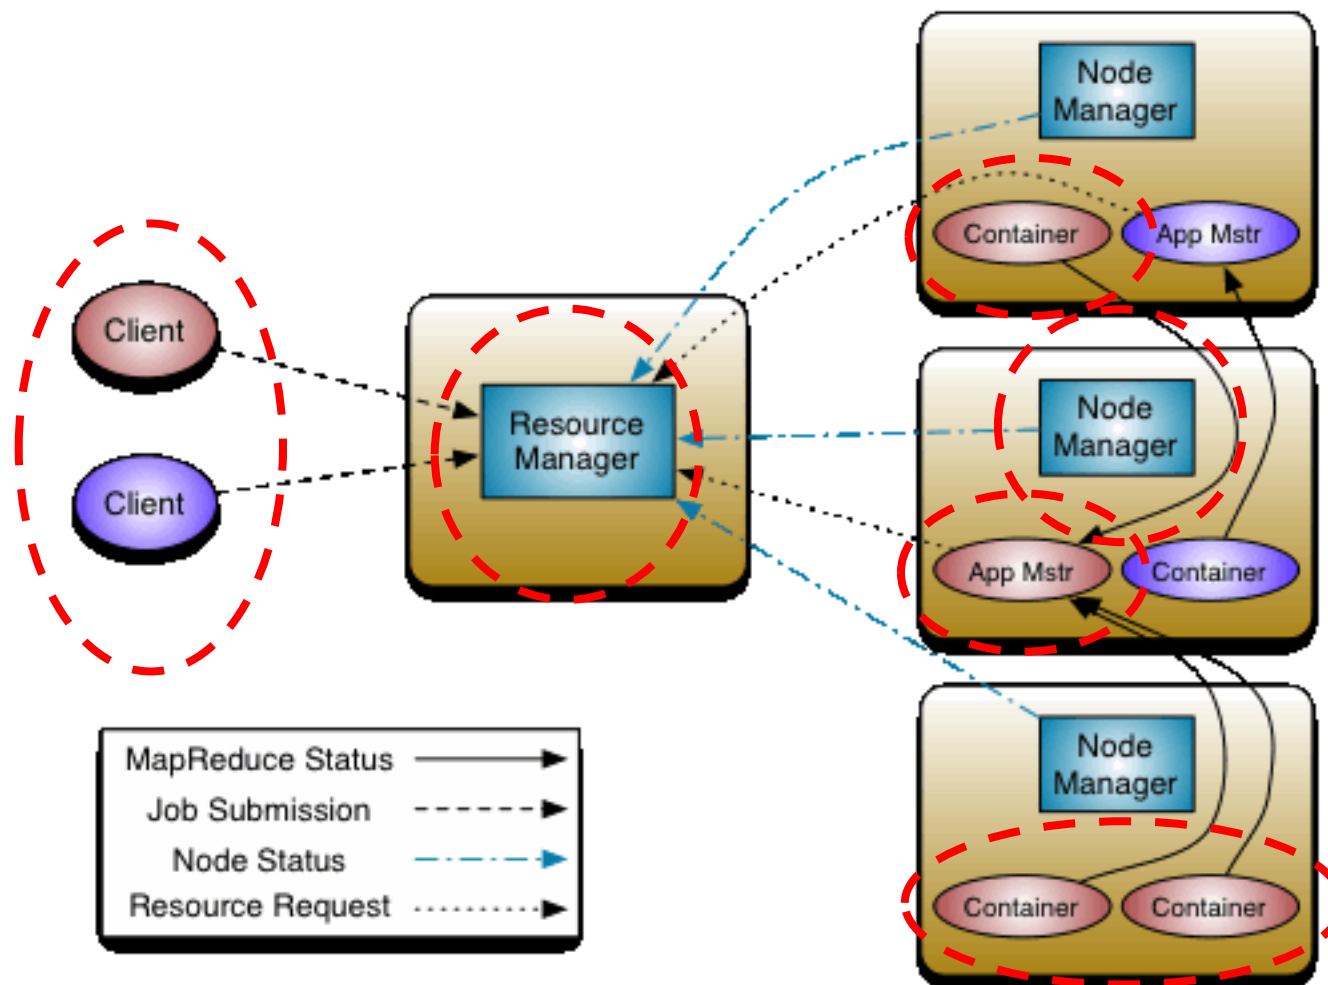 Client
Client
Resource
Manager
Node
Manager
Container
App Mstr
Node
Manager
App Mstr
Container
Node
Manager
Container
Container
MapReduce Status
Job Submission
Node Status
Resource Request